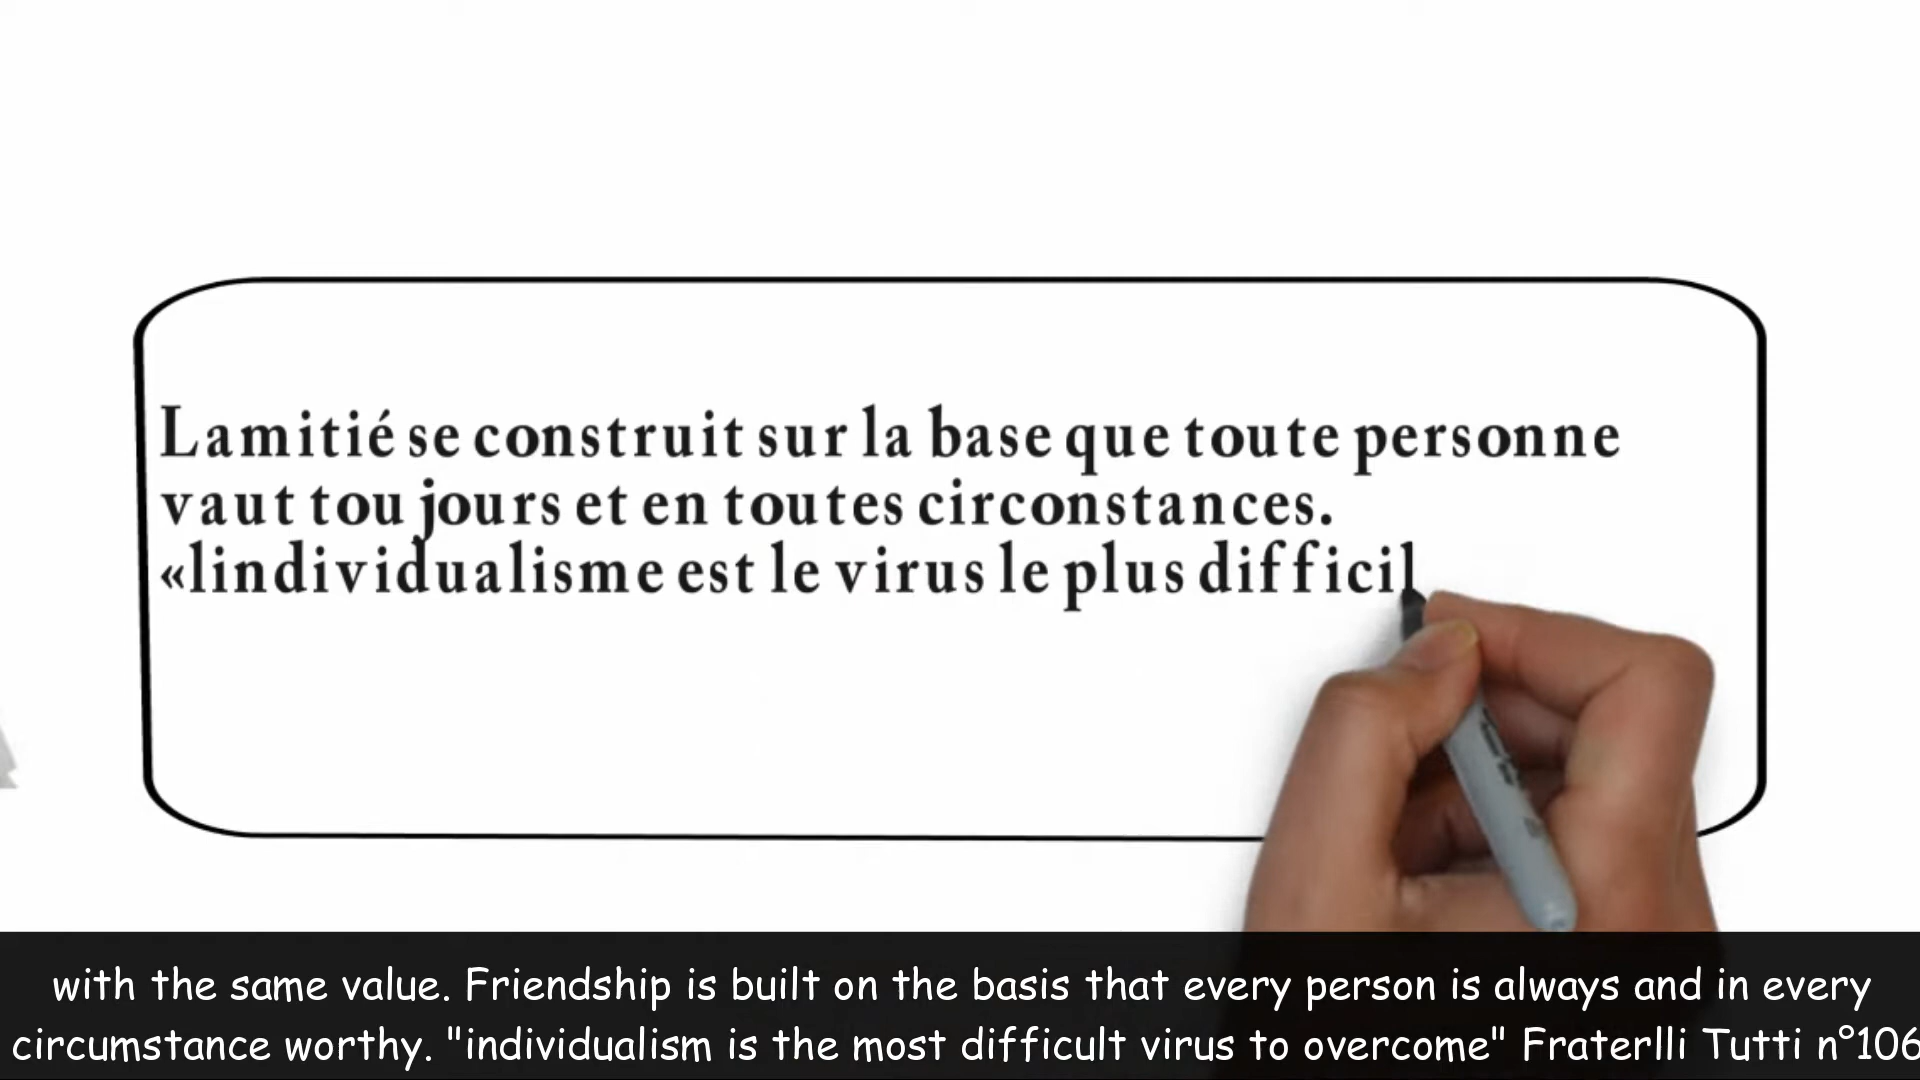 Lamitié se construit sur la base que toute personne
vaut toujours et en toutes circonstances.
«lindividualisme est le virus le plus difficil
with the same value. Friendship is built on the basis that every person is always and in every
circumstance worthy. "individualism is the most difficult virus to overcome" Fraterlli Tutti n°106